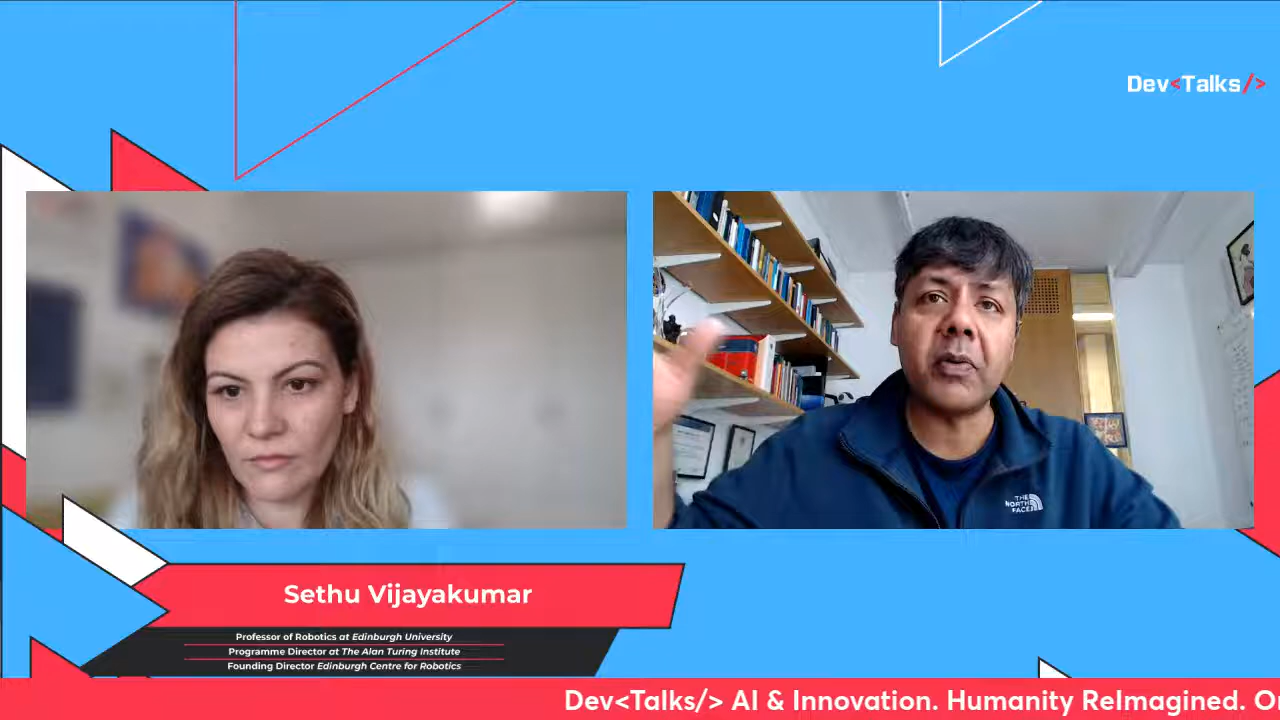 Dev<Talks/>
THE
NORTH
FACE
Sethu Vijayakumar
Professor of Robotics at Edinburgh University
Programme Director at The Alan Turing Institute
Founding Director Edinburgh Centre for Robotics
Dev<Talks/> AI & Innovation. Humanity ReImagined. O